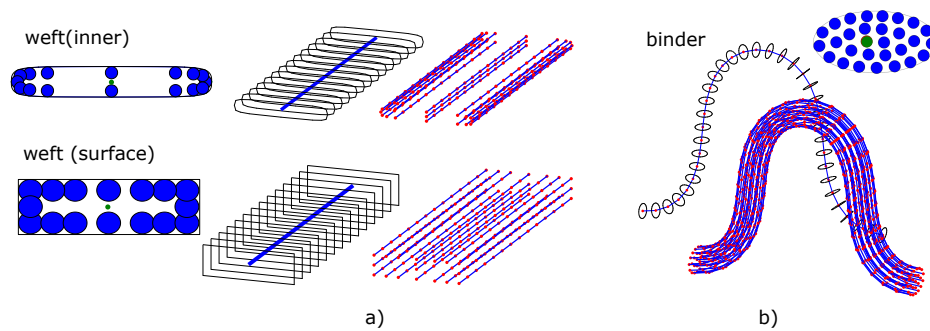 weft(inner)
binder
weft (surface)
a)
b)